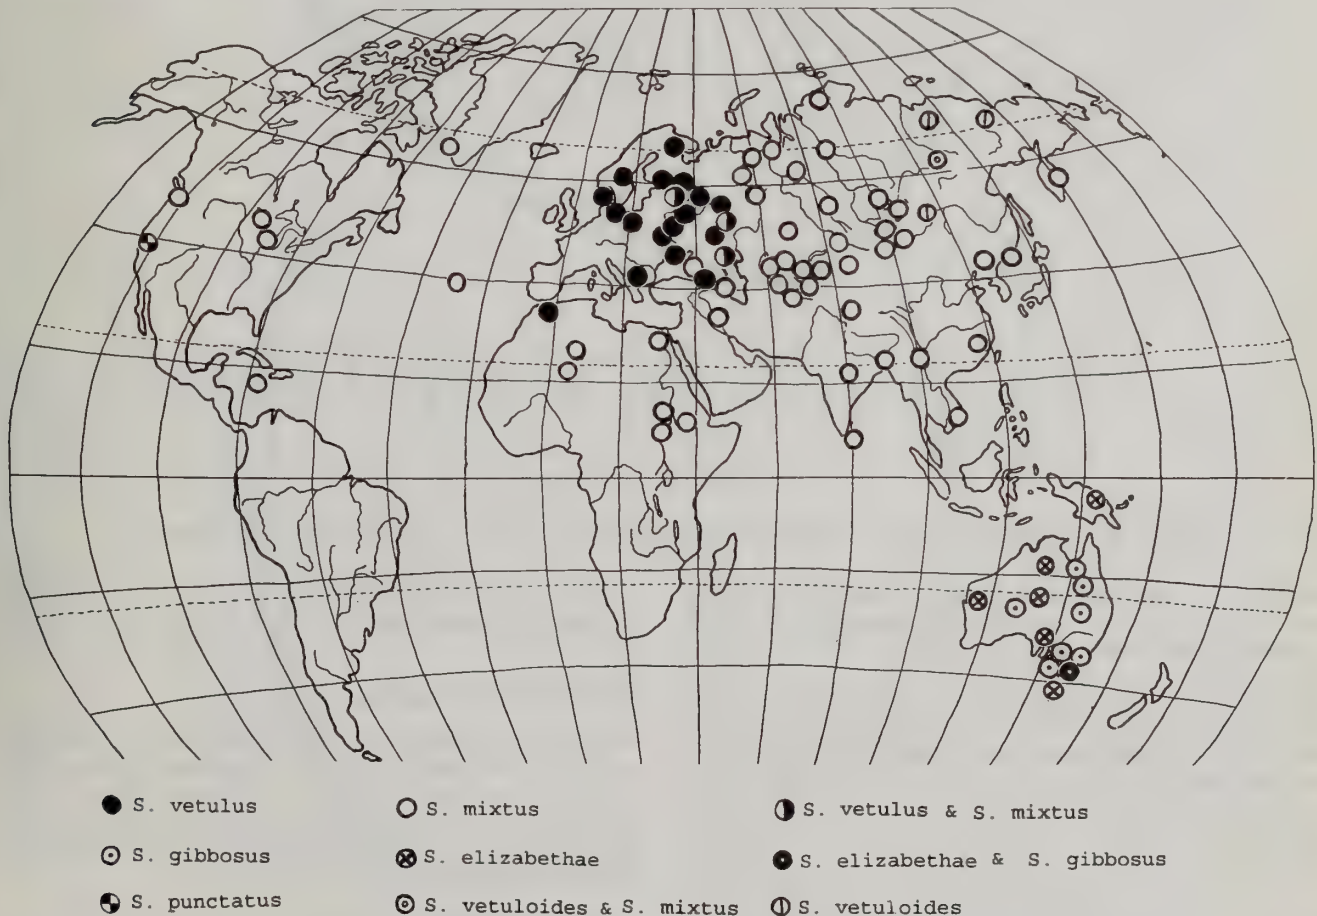 S. vetulus S. mixtus S. vetulus & S. mixtus
S. gibbosus S. elizabethae S. elizabethae & S. gibbosus
S. punctatus S. vetuloides & S. mixtus S. vetuloides